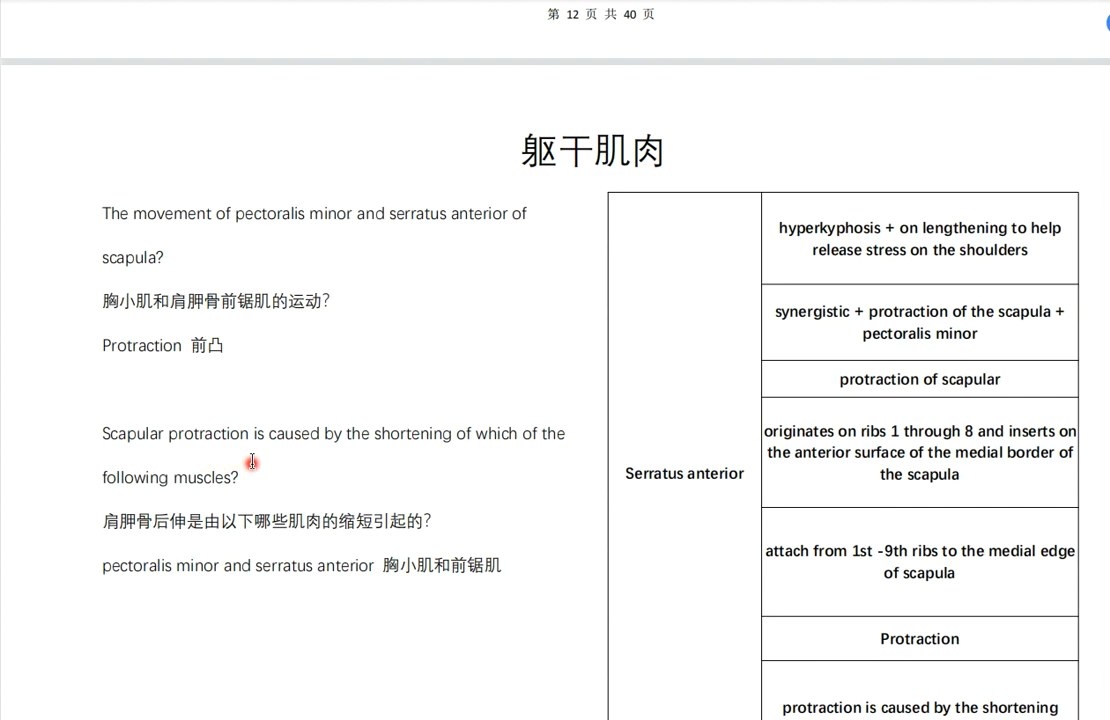 第 12 页 共 40 页
躯干肌肉
The movement of pectoralis minor and serratus anterior of
scapula?
胸小肌和肩胛骨前锯肌的运动?
Protraction 前凸
Scapular protraction is caused by the shortening of which of the
following muscles?
肩胛骨后伸是由以下哪些肌肉的缩短引起的?
pectoralis minor and serratus anterior 胸小肌和前锯肌
Serratus anterior
hyperkyphosis + on lengthening to help
release stress on the shoulders
synergistic + protraction of the scapula +
pectoralis minor
protraction of scapular
originates on ribs 1 through 8 and inserts on
the anterior surface of the medial border of
the scapula
attach from 1st -9th ribs to the medial edge
of scapula
Protraction
protraction is caused by the shortening